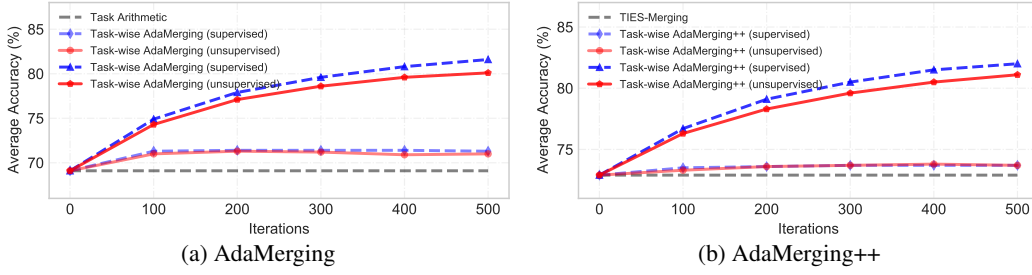 Task Arithmetic
Task-wise AdaMerging (supervised)
Task-wise AdaMerging (unsupervised)
Task-wise AdaMerging (supervised)
Task-wise AdaMerging (unsupervised)
Average Accuracy (%)
85
80
75
70
0 100 200 300 400 500
Iterations
(a) AdaMerging
TIES-Merging
Task-wise AdaMerging++ (supervised)
Task-wise AdaMerging++ (unsupervised)
Task-wise AdaMerging++ (supervised)
Task-wise AdaMerging++ (unsupervised)
Average Accuracy (%)
85
80
75
0 100 200 300 400 500
Iterations
(b) AdaMerging++